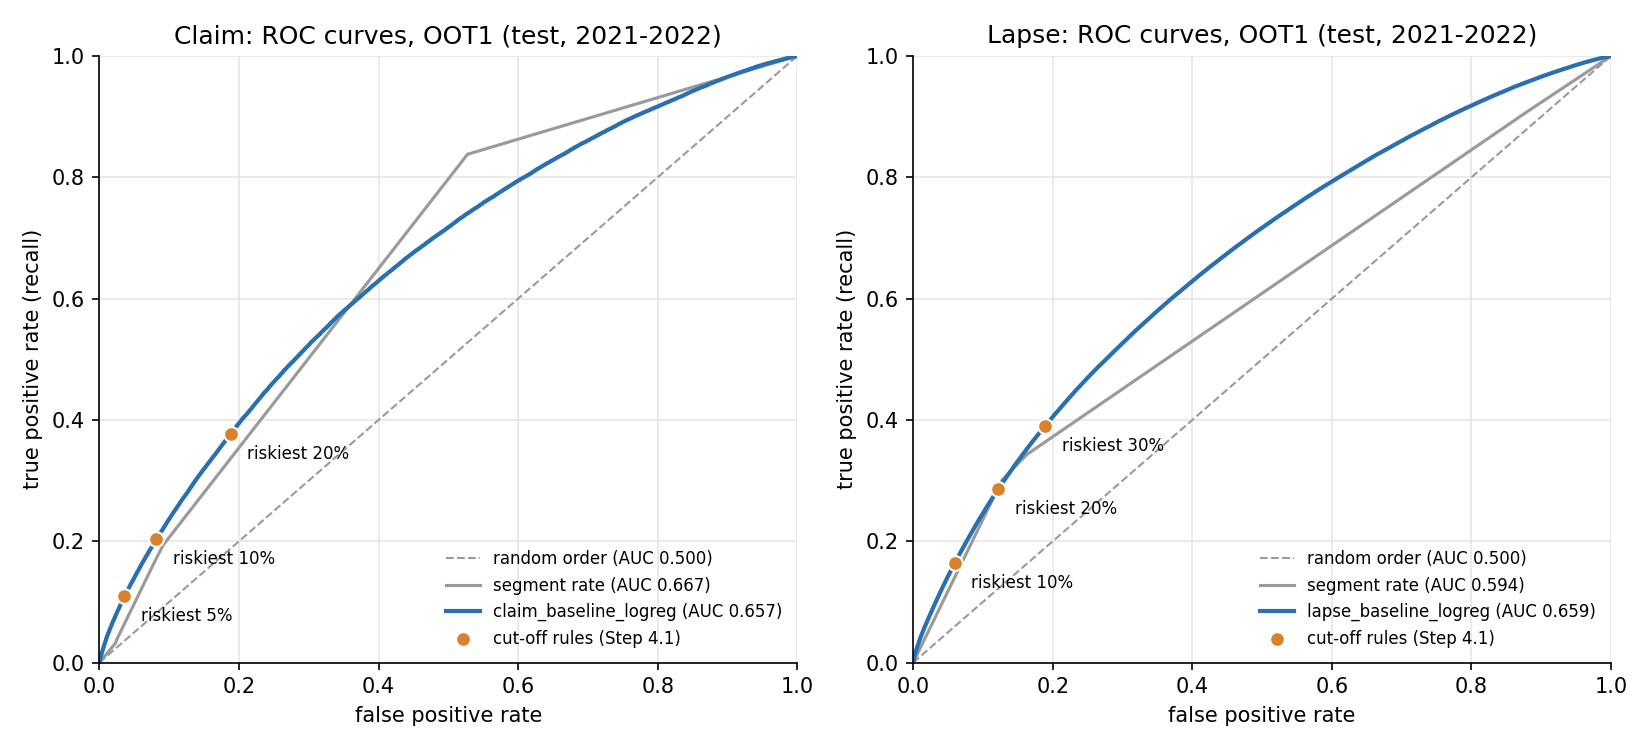 Claim: ROC curves, OOT1 (test, 2021-2022)
true positive rate (recall)
1.0
0.8
0.6
0.4
0.2
0.0
riskiest 20%
riskiest 10%
riskiest 5%
random order (AUC 0.500)
segment rate (AUC 0.667)
claim_baseline_logreg (AUC 0.657)
cut-off rules (Step 4.1)
0.0 0.2 0.4 0.6 0.8 1.0
false positive rate
Lapse: ROC curves, OOT1 (test, 2021-2022)
true positive rate (recall)
1.0
0.8
0.6
0.4
0.2
0.0
riskiest 30%
riskiest 20%
riskiest 10%
random order (AUC 0.500)
segment rate (AUC 0.594)
lapse_baseline_logreg (AUC 0.659)
cut-off rules (Step 4.1)
0.0 0.2 0.4 0.6 0.8 1.0
false positive rate